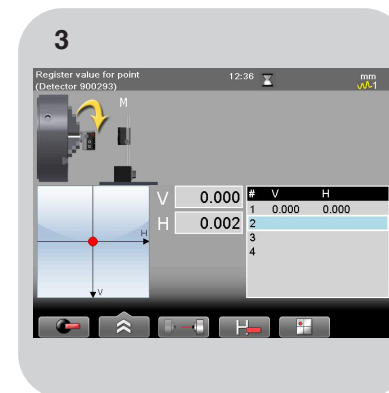 3
Register value for point 12:36 mm
(Detector 900293) 1
M
V 0.000 # V H
1 0.000 0.000
H 0.002 2
3
4
H
V